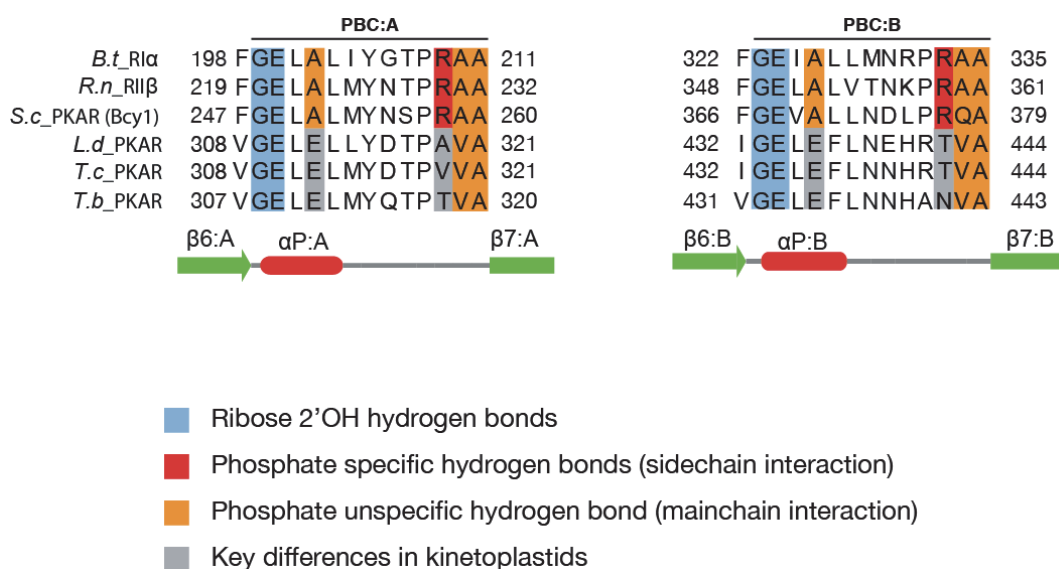 PBC:A PBC:B
B.t_RIα 198 FGELALIYGTPRAA 211 322 FGEIALLMNRPRAA 335
R.n_RIIβ 219 FGELALMYNTPRAA 232 348 FGELALVTNKPRAA 361
S.c_PKAR (Bcy1) 247 FGELALMYNSPRAA 260 366 FGEVALLNDLPRQA 379
L.d_PKAR 308 VGELELLYDTPAVA 321 432 IGELEFLNEHRTVA 444
T.c_PKAR 308 VGELELMYDTPVVA 321 432 IGELEFLNNHRTVA 444
T.b_PKAR 307 VGELELMYQTPTVA 320 431 VGELEFLNNHANVA 443
β6:A αP:A β7:A β6:B αP:B β7:B
Ribose 2'OH hydrogen bonds
Phosphate specific hydrogen bonds (sidechain interaction)
Phosphate unspecific hydrogen bond (mainchain interaction)
Key differences in kinetoplastids